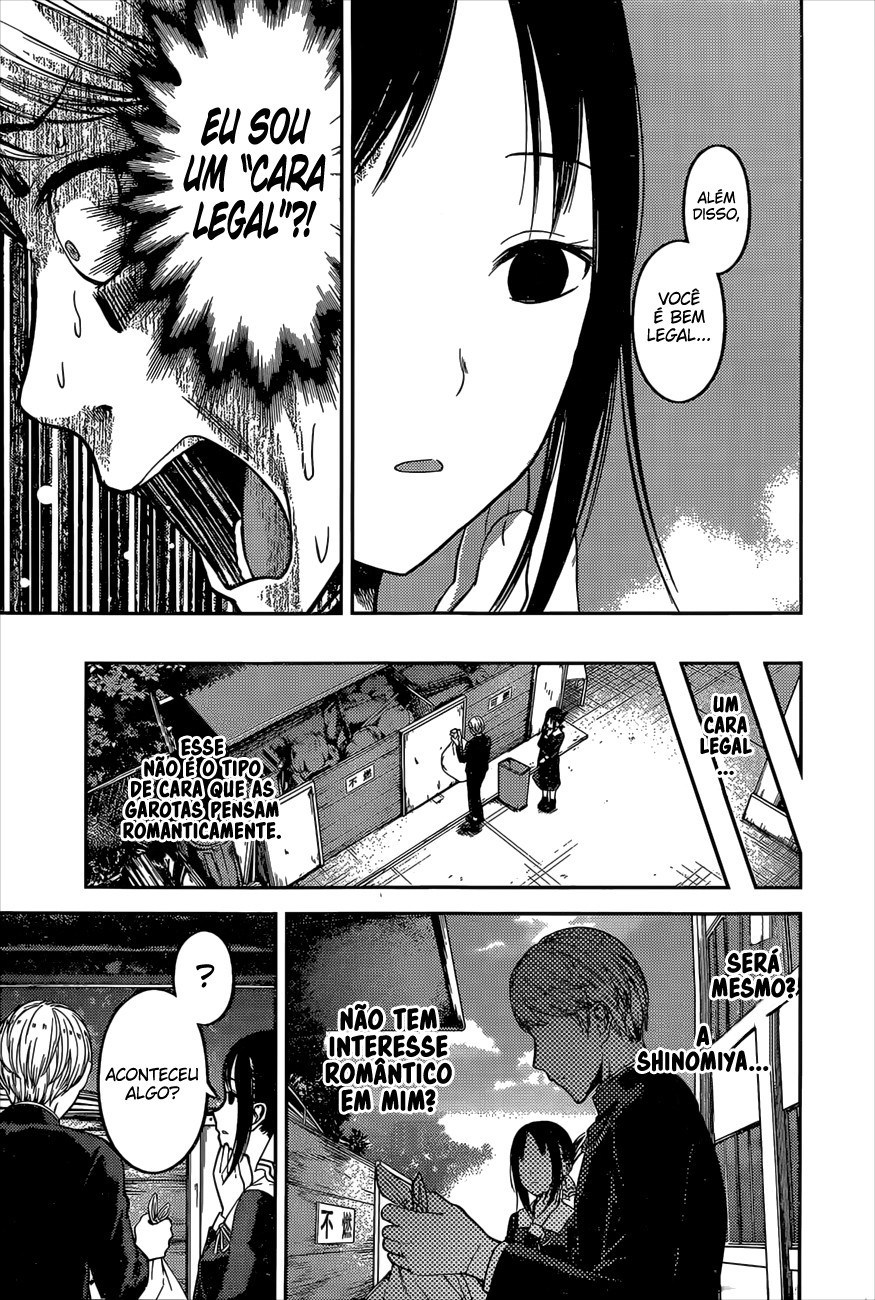 ALÉM
DISSO,
VOCÊ
É BEM
LEGAL...
EU SOU
UM "CARA
LEGAL"?!
UM
CARA
LEGAL
...
ESSE
NÃO É O TIPO
DE CARA QUE AS
GAROTAS PENSAM
ROMANTICAMENTE.
不燃
SERÁ
MESMO?
A
SHINOMIYA...
NÃO TEM
INTERESSE
ROMÂNTICO
EM MIM?
不燃
?
ACONTECEU
ALGO?